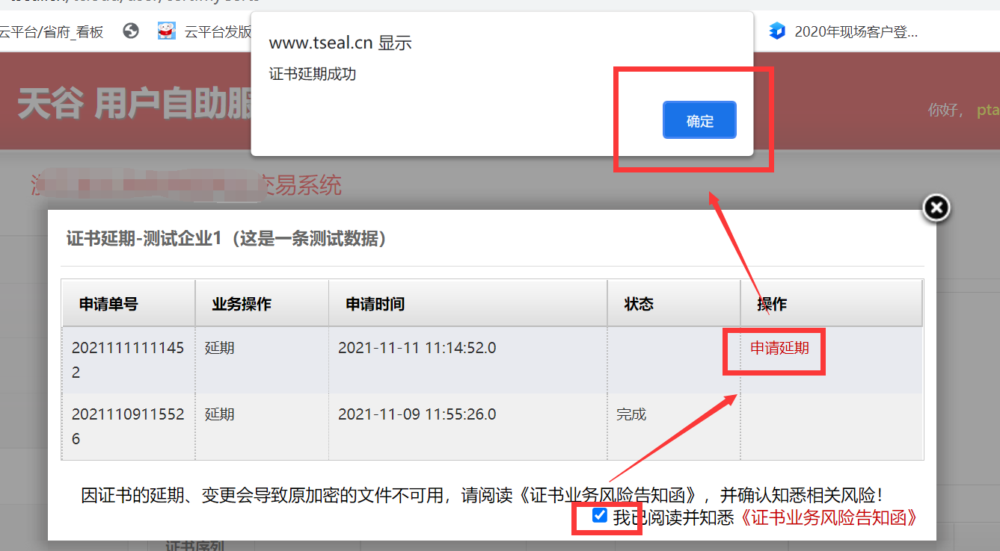 云平台/省府_看板
云平台发版
2020年现场客户登...
www.tseal.cn 显示
证书延期成功
确定
天谷 用户自助服
你好， pta
交易系统
证书延期-测试企业1（这是一条测试数据）
申请单号 业务操作 申请时间 状态 操作
2021111111145 延期 2021-11-11 11:14:52.0 申请延期
2
2021110911552 延期 2021-11-09 11:55:26.0 完成
6
因证书的延期、变更会导致原加密的文件不可用，请阅读《证书业务风险告知函》，并确认知悉相关风险！
我已阅读并知悉《证书业务风险告知函》
证书序列